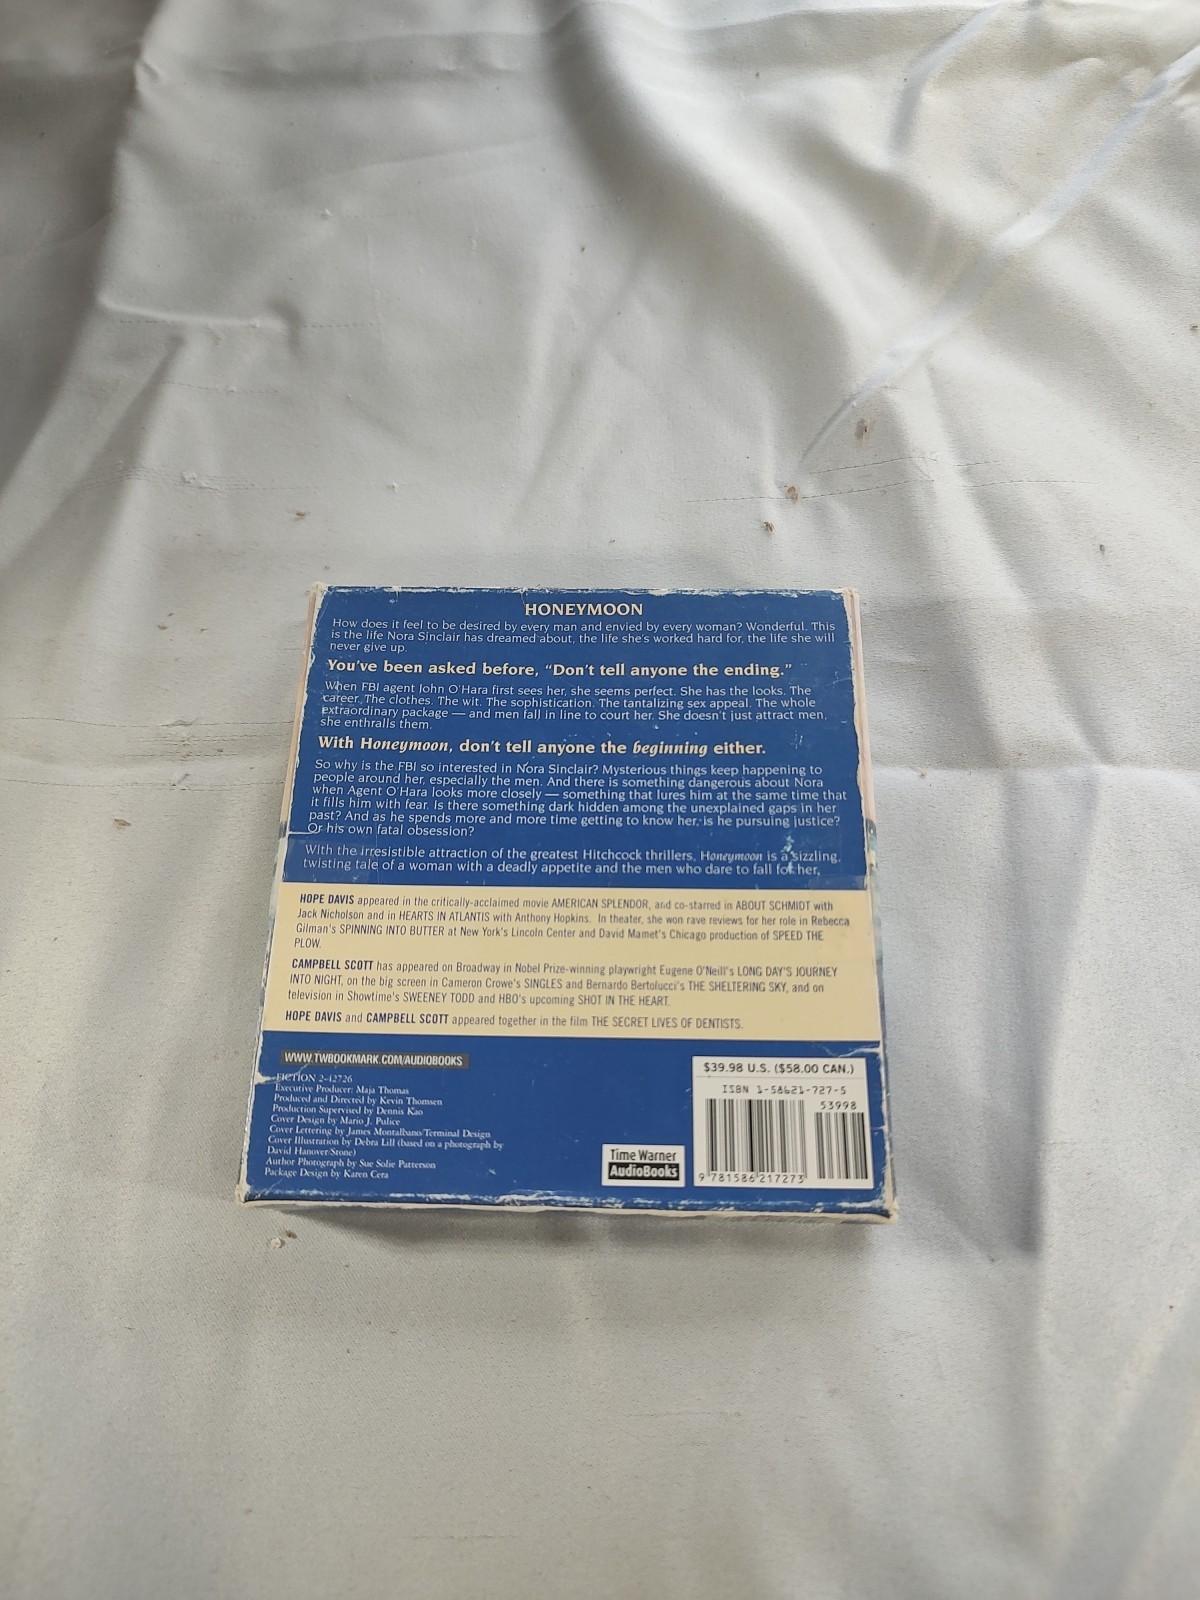 HONEYMOON
How does it feel to be desired by every man and envied by every woman? Wonderful. This
is the life Nora Sinclair has dreamed about, the life she's worked hard for, the life she will
never give up.
You've been asked before, “Don't tell anyone the ending.”
When FBI agent John O'Hara first sees her, she seems perfect. She has the looks. The
career. The clothes. The wit. The sophistication. The tantalizing sex appeal. The whole
extraordinary package — and men fall in line to court her. She doesn't just attract men,
she enthralls them.
With Honeymoon, don't tell anyone the beginning either.
So why is the FBI so interested in Nora Sinclair? Mysterious things keep happening to
people around her, especially the men. And there is something dangerous about Nora
when Agent O'Hara looks more closely — something that lures him at the same time that
it fills him with fear. Is there something dark hidden among the unexplained gaps in her
past? And as he spends more and more time getting to know her, is he pursuing justice?
Or his own fatal obsession?
With the irresistible attraction of the greatest Hitchcock thrillers, Honeymoon is a sizzling,
twisting tale of a woman with a deadly appetite and the men who dare to fall for her.
HOPE DAVIS appeared in the critically-acclaimed movie AMERICAN SPLENDOR, and co-starred in ABOUT SCHMIDT with
Jack Nicholson and in HEARTS IN ATLANTIS with Anthony Hopkins. In theater, she won rave reviews for her role in Rebecca
Gilman's SPINNING INTO BUTTER at New York's Lincoln Center and David Mamet's Chicago production of SPEED THE
PLOW.
CAMPBELL SCOTT has appeared on Broadway in Nobel Prize-winning playwright Eugene O'Neill's LONG DAY'S JOURNEY
INTO NIGHT, on the big screen in Cameron Crowe's SINGLES and Bernardo Bertolucci's THE SHELTERING SKY, and on
television in Showtime's SWEENEY TODD and HBO's upcoming SHOT IN THE HEART.
HOPE DAVIS and CAMPBELL SCOTT appeared together in the film THE SECRET LIVES OF DENTISTS.
WWW.TWBOOKMARK.COM/AUDIOBOOKS
FICTION 2-12726
Executive Producer: Maja Thomas
Produced and Directed by Kevin Thomsen
Production Supervised by Dennis Kao
Cover Design by Mario J. Pulice
Cover Lettering by James Montalbano/Terminal Design
Cover Illustration by Debra Lill (based on a photograph by
David Hanover/Stone)
Author Photograph by Sue Solie Patterson
Package Design by Karen Cera
Time Warner
AudioBooks
$39.98 U.S. ($58.00 CAN.)
ISBN 1-58621-727-5
53998
9 781586 217273